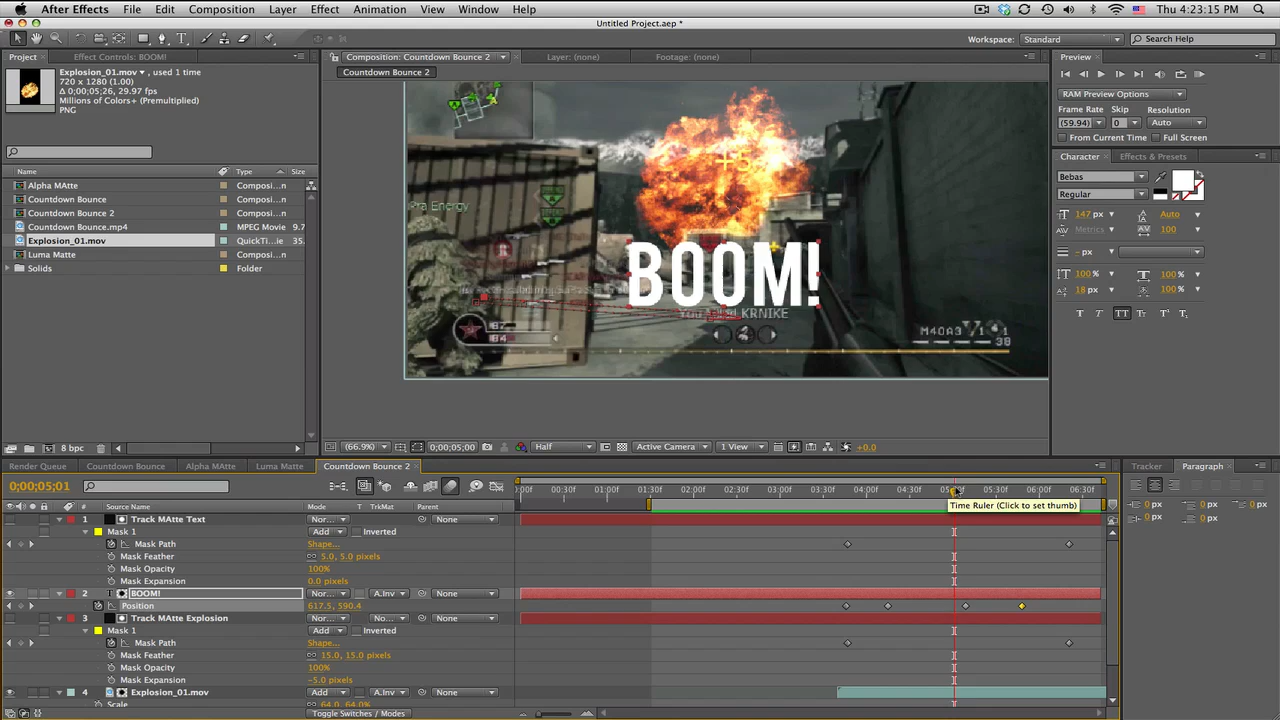 After Effects File Edit Composition Layer Effect Animation View Window Help Thu 4:23:15 PM
Untitled Project.aep *
Workspace: Standard Search Help
Project Effect Controls: BOOM! Composition: Countdown Bounce 2 Layer: (none) Footage: (none) Preview
Countdown Bounce 2
Explosion_01.mov ▾ , used 1 time
720 x 1280 (1.00)
Δ 0;00;05;26, 29.97 fps
Millions of Colors+ (Premultiplied)
PNG
RAM Preview Options
Frame Rate Skip Resolution
(59.94) 0 Auto
From Current Time Full Screen
Character Effects & Presets
Bebas
Regular
147 px Auto
Metrics 100
- px
100 % 100 %
18 px 100 %
T T TT Tr T' T,
Name Type Size
Alpha MAtte Composi...n
Countdown Bounce Composi...n
Countdown Bounce 2 Composi...n
Countdown Bounce.mp4 MPEG Movie 9.7
Explosion_01.mov QuickTi...ie 35.
Luma Matte Composi...n
Solids Folder
Pra Energy
BOOM!
KRNIKE
M40A3
38
8 bpc
(66.9%) 0;00;05;00 Half Active Camera 1 View +0.0
Render Queue Countdown Bounce Alpha MAtte Luma Matte Countdown Bounce 2 Tracker Paragraph
0;00;05;01
00:30f 01:00f 01:30f 02:00f 02:30f 03:00f 03:30f 04:00f 04:30f 05:30f 06:00f 06:30f
Time Ruler (Click to set thumb)
# Source Name Mode T TrkMat Parent
1 Track MAtte Text Nor... None
Mask 1 Add Inverted
Mask Path Shape...
Mask Feather 5.0, 5.0 pixels
Mask Opacity 100%
Mask Expansion 0.0 pixels
2 BOOM! Nor... A.Inv None
Position 617.5, 590.4
3 Track MAtte Explosion Nor... No... None
Mask 1 Add Inverted
Mask Path Shape...
Mask Feather 15.0, 15.0 pixels
Mask Opacity 100%
Mask Expansion -5.0 pixels
4 Explosion_01.mov Add A.Inv None
Scale 64.0, 64.0%
Toggle Switches / Modes
0 px 0 px
0 px 0 px
0 px